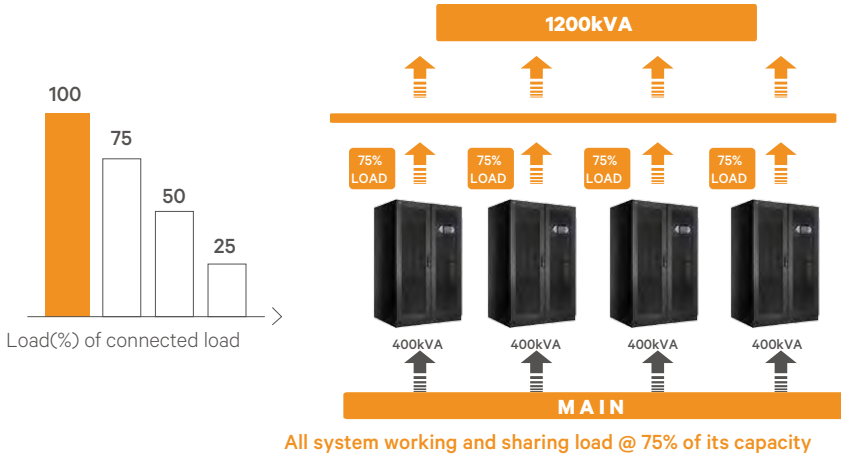 1200kVA
100
75
50
25
Load(%) of connected load
75%
LOAD
75%
LOAD
75%
LOAD
75%
LOAD
400kVA
400kVA
400kVA
400kVA
MAIN
All system working and sharing load @ 75% of its capacity